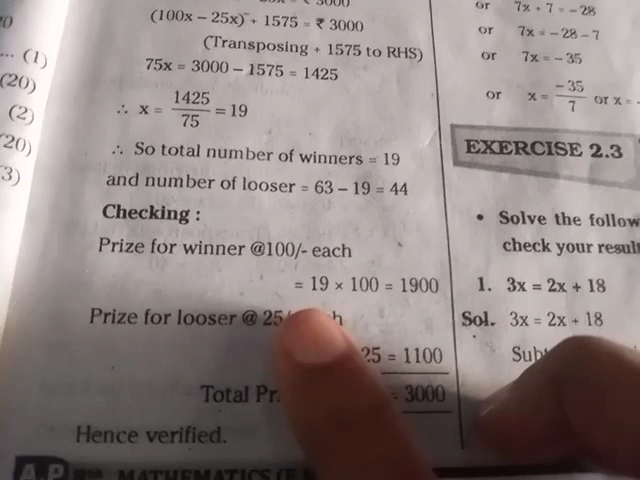 (100x – 25x) + 1575 = ₹ 3000
(Transposing + 1575 to RHS)
75x = 3000 – 1575 = 1425
∴ x = 1425/75 = 19
∴ So total number of winners = 19
and number of looser = 63 – 19 = 44
Checking :
Prize for winner @100/- each
= 19 × 100 = 1900
Prize for looser @ 25
25 = 1100
Total = 3000
Hence verified.
A.P MATHEMATICS
... (1)
(20)
(2)
(20)
3)
or 7x + 7 = –28
or 7x = –28 – 7
or 7x = –35
or x = –35/7 or x =
EXERCISE 2.3
• Solve the
check your
1. 3x = 2x + 18
Sol. 3x = 2x + 18